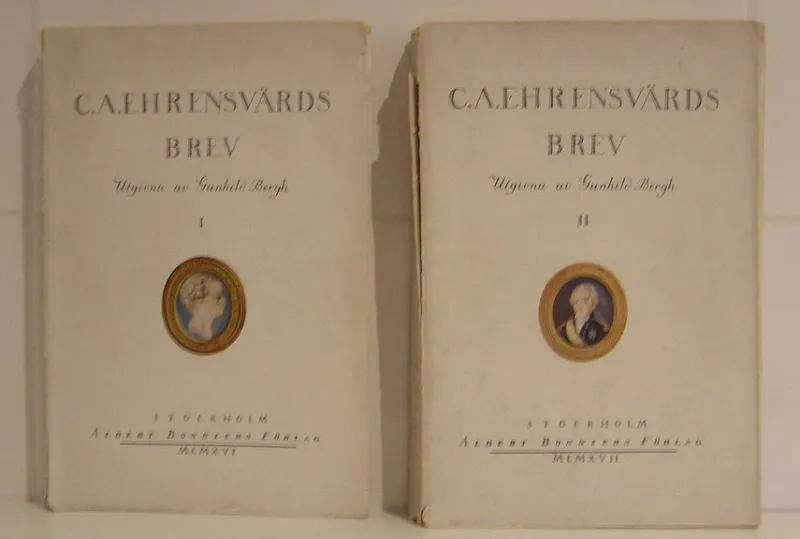 C.A.EHRENSVÄRDS
BREV
Utgivna av Gunhild Bergh
I
STOCKHOLM
ALBERT BONNIERS FÖRLAG
MCMXVI
C.A.EHRENSVÄRDS
BREV
Utgivna av Gunhild Bergh
II
STOCKHOLM
ALBERT BONNIERS FÖRLAG
MCMXVII